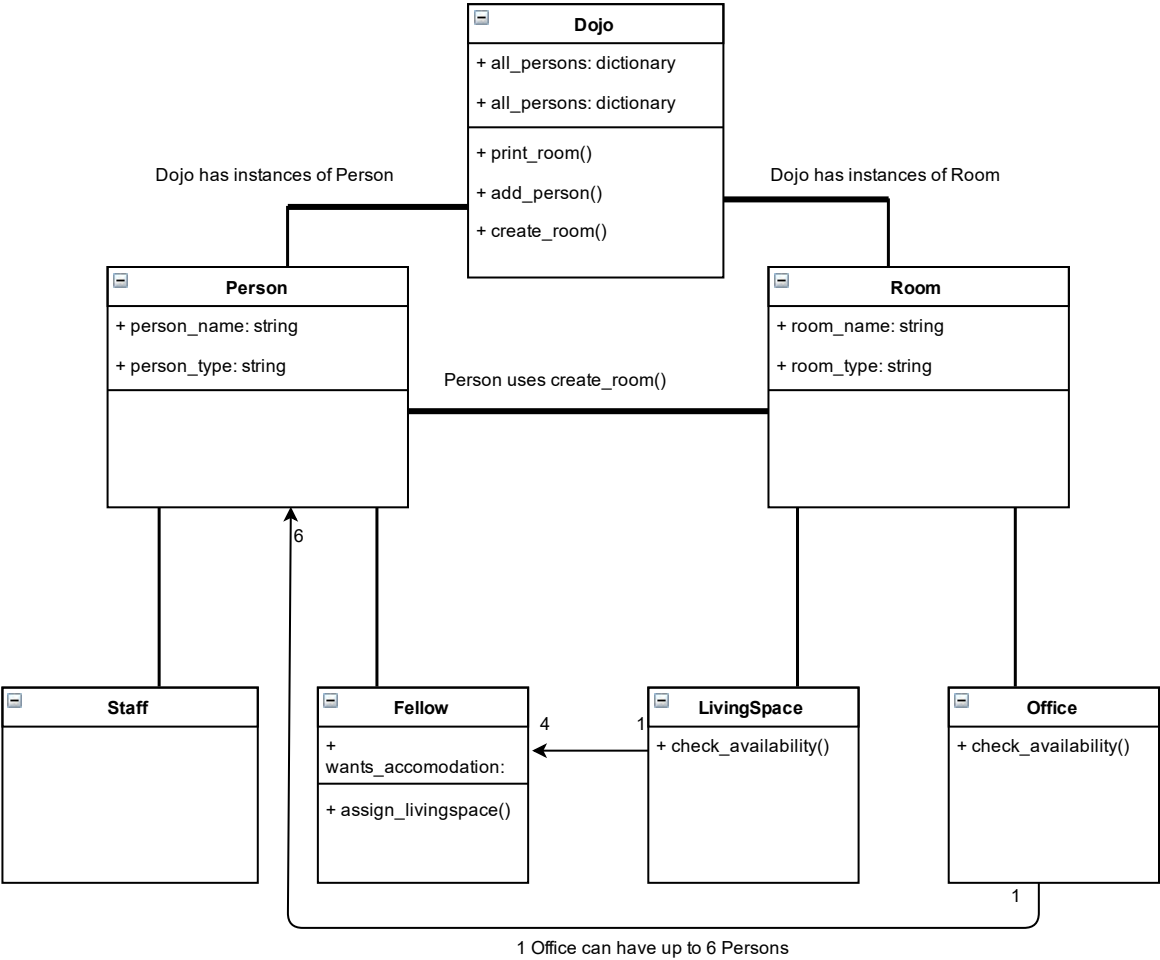 Dojo
+ all_persons: dictionary
+ all_persons: dictionary
+ print_room()
+ add_person()
+ create_room()
Dojo has instances of Person
Dojo has instances of Room
Person
+ person_name: string
+ person_type: string
Room
+ room_name: string
+ room_type: string
Person uses create_room()
6
Staff
Fellow
+
wants_accomodation:
+ assign_livingspace()
4
1
LivingSpace
+ check_availability()
Office
+ check_availability()
1
1 Office can have up to 6 Persons